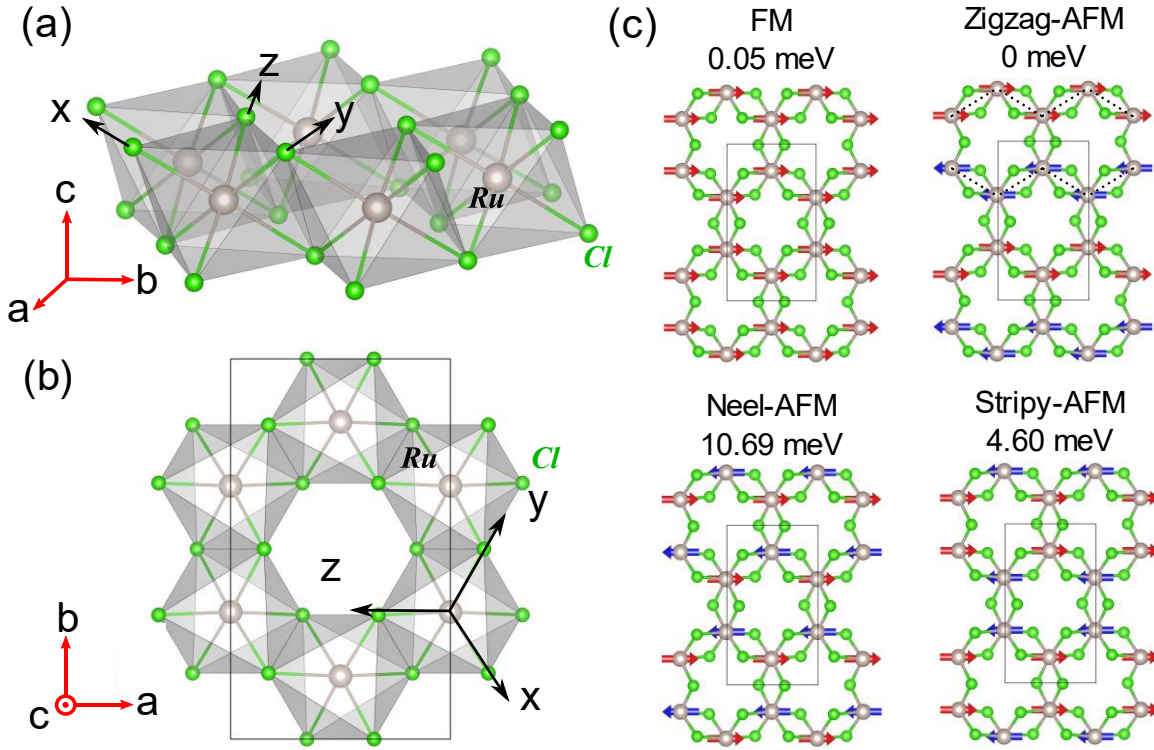 (a)
z
x
y
Ru
Cl
c
b
a
(b)
Ru
Cl
y
z
x
b
c
a
(c)
FM
0.05 meV
Zigzag-AFM
0 meV
Neel-AFM
10.69 meV
Stripy-AFM
4.60 meV